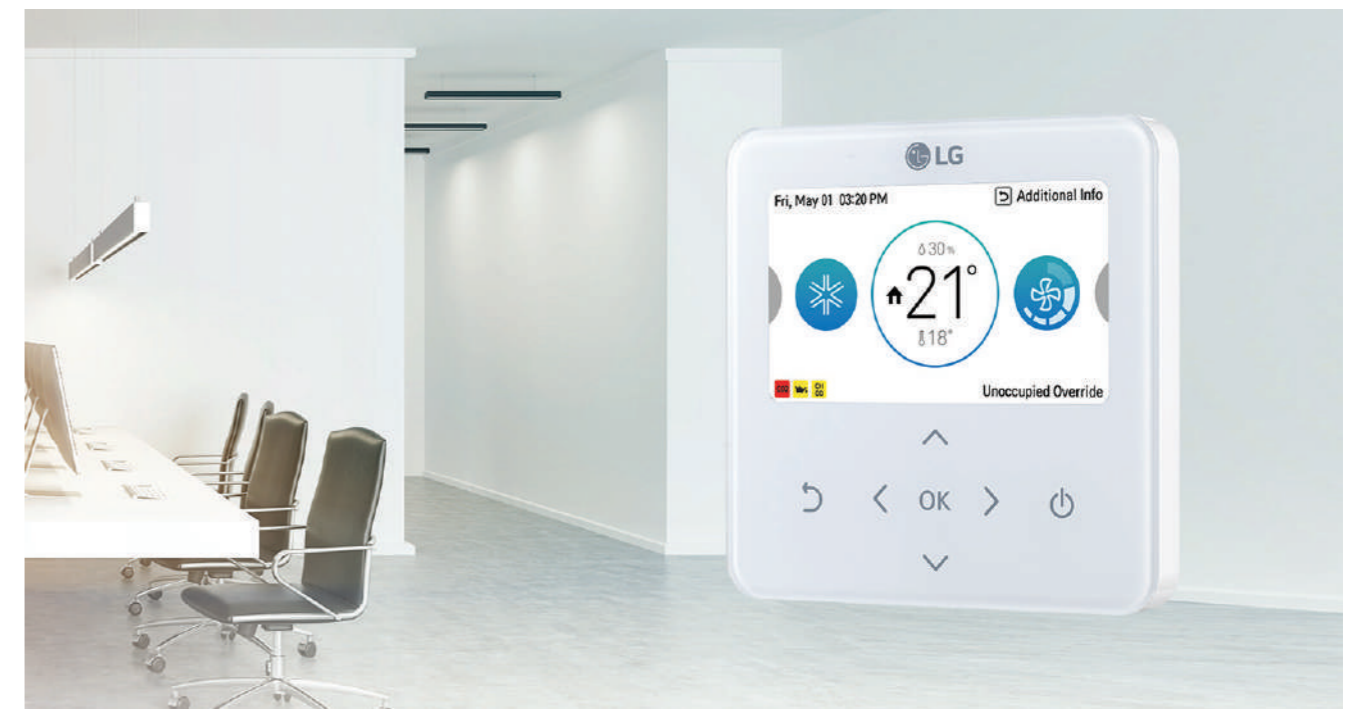 LG
Fri, May 01 03:20 PM
Additional Info
30%
21°
18°
Unoccupied Override
OK